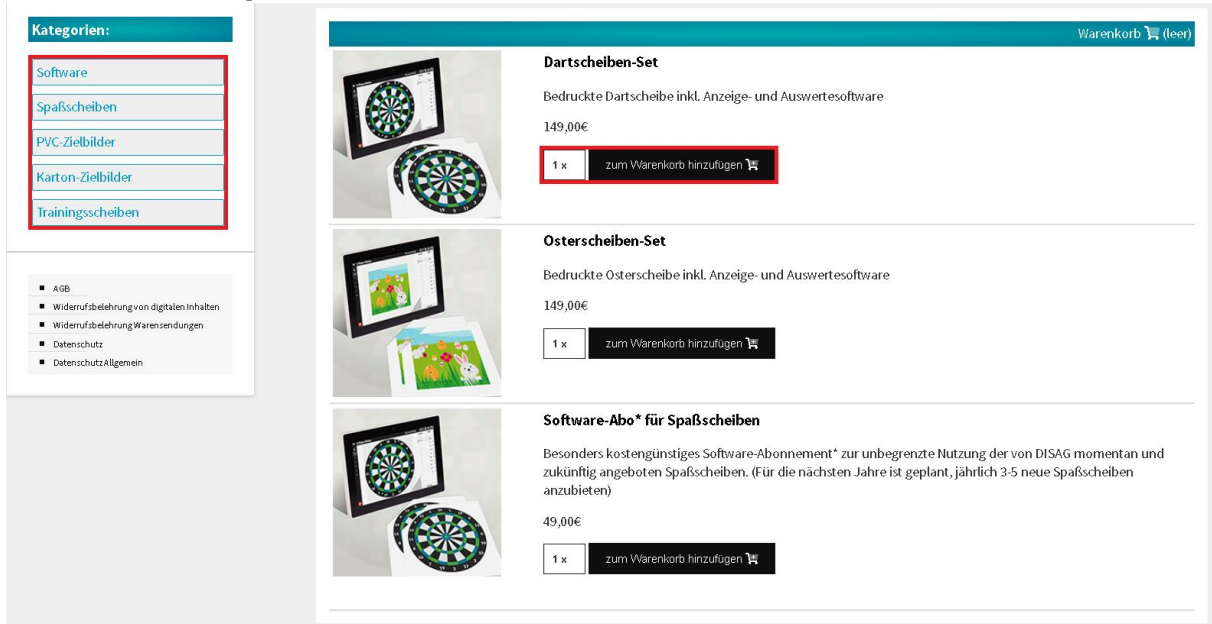 Kategorien:
Software
Spaßscheiben
PVC-Zielbilder
Karton-Zielbilder
Trainingsscheiben
AGB
Widerrufsbelehrung von digitalen Inhalten
Widerrufsbelehrung Warensendungen
Datenschutz
Datenschutz Allgemein
Warenkorb (leer)
Dartscheiben-Set
Bedruckte Dartscheibe inkl. Anzeige- und Auswertesoftware
149,00€
1 x zum Warenkorb hinzufügen
Osterscheiben-Set
Bedruckte Osterscheibe inkl. Anzeige- und Auswertesoftware
149,00€
1 x zum Warenkorb hinzufügen
Software-Abo* für Spaßscheiben
Besonders kostengünstiges Software-Abonnement* zur unbegrenzte Nutzung der von DISAG momentan und
zukünftig angeboten Spaßscheiben. (Für die nächsten Jahre ist geplant, jährlich 3-5 neue Spaßscheiben
anzubieten)
49,00€
1 x zum Warenkorb hinzufügen